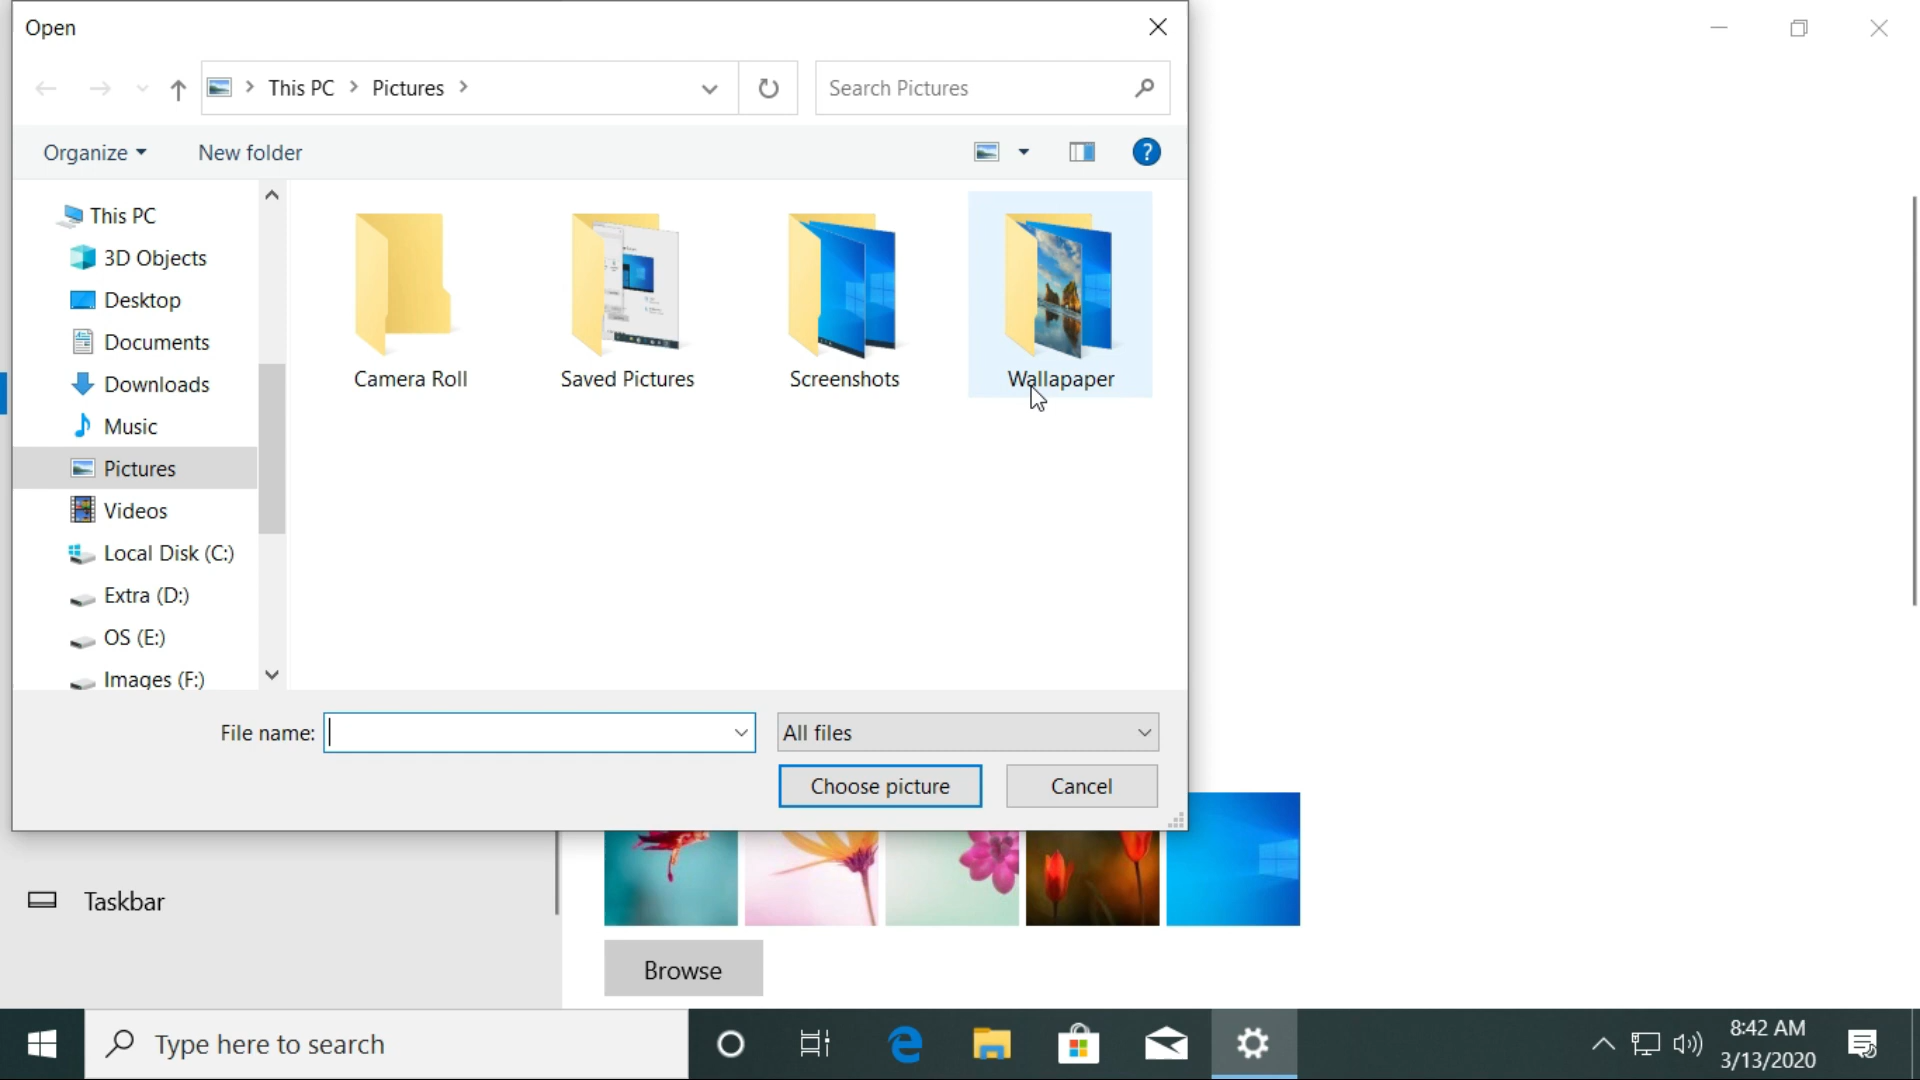 Open
This PC
Pictures
Search Pictures
Organize
New folder
?
This PC
3D Objects
Desktop
Documents
Downloads
Music
Pictures
Videos
Local Disk (C:)
Extra (D:)
OS (E:)
Images (F:)
Camera Roll
Saved Pictures
Screenshots
Wallapaper
File name:
All files
Choose picture
Cancel
Taskbar
Browse
Type here to search
8:42 AM
3/13/2020